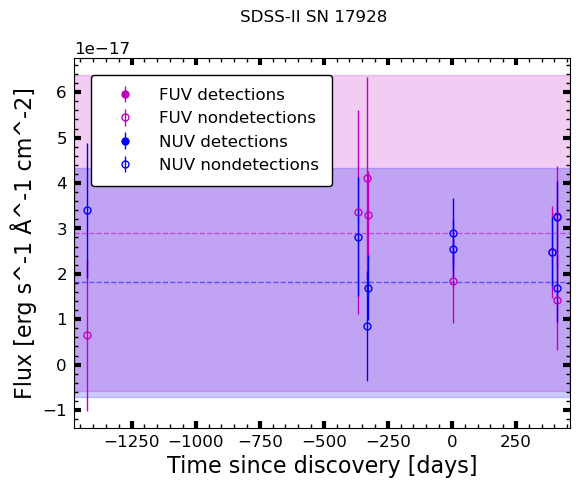 SDSS-II SN 17928
1e−17
FUV detections
FUV nondetections
NUV detections
NUV nondetections
6
5
4
3
2
1
0
−1
Flux [erg s^-1 Å^-1 cm^-2]
−1250 −1000 −750 −500 −250 0 250
Time since discovery [days]